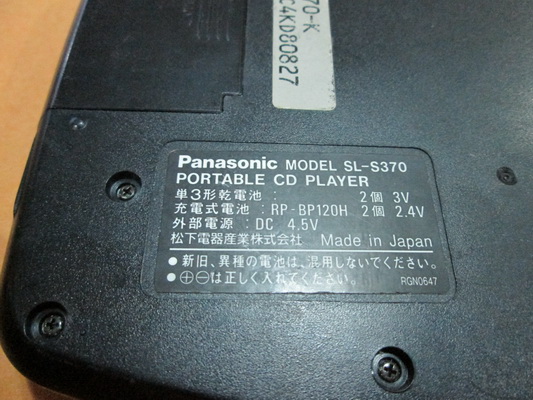 70-K
C4KD80827
Panasonic MODEL SL-S370
PORTABLE CD PLAYER
単3形乾電池 : 2個 3V
充電式電池 : RP-BP120H 2個 2.4V
外部電源 : DC 4.5V
松下電器産業株式会社 Made in Japan
● 新旧、異種の電池は、混用しないでください。
● ⊕⊖は正しく入れてください。
RGN0647